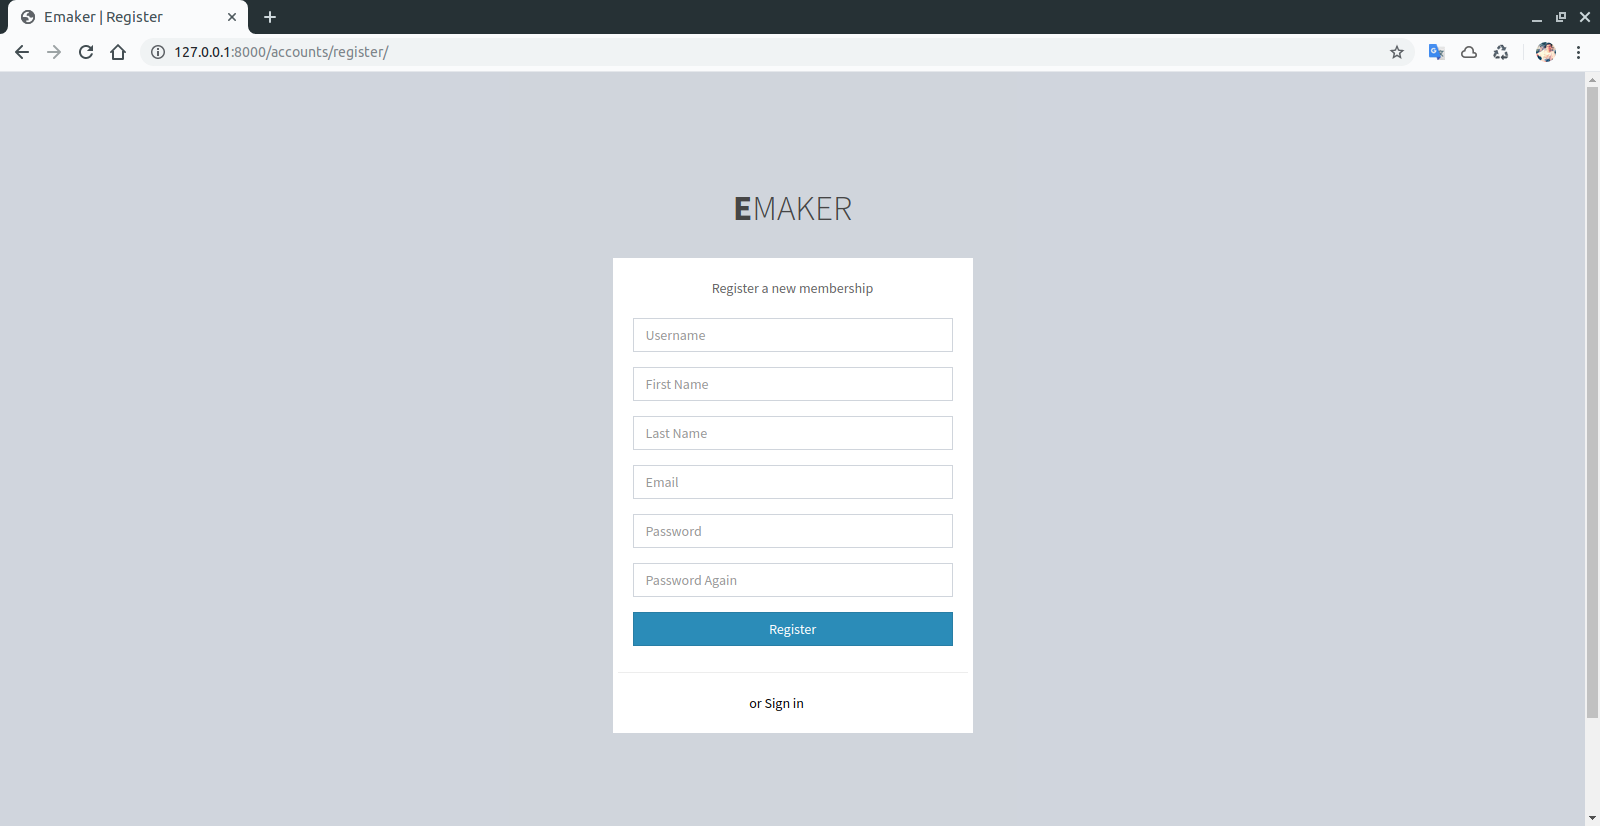 Emaker | Register
127.0.0.1:8000/accounts/register/
EMAKER
Register a new membership
Username
First Name
Last Name
Email
Password
Password Again
Register
or Sign in